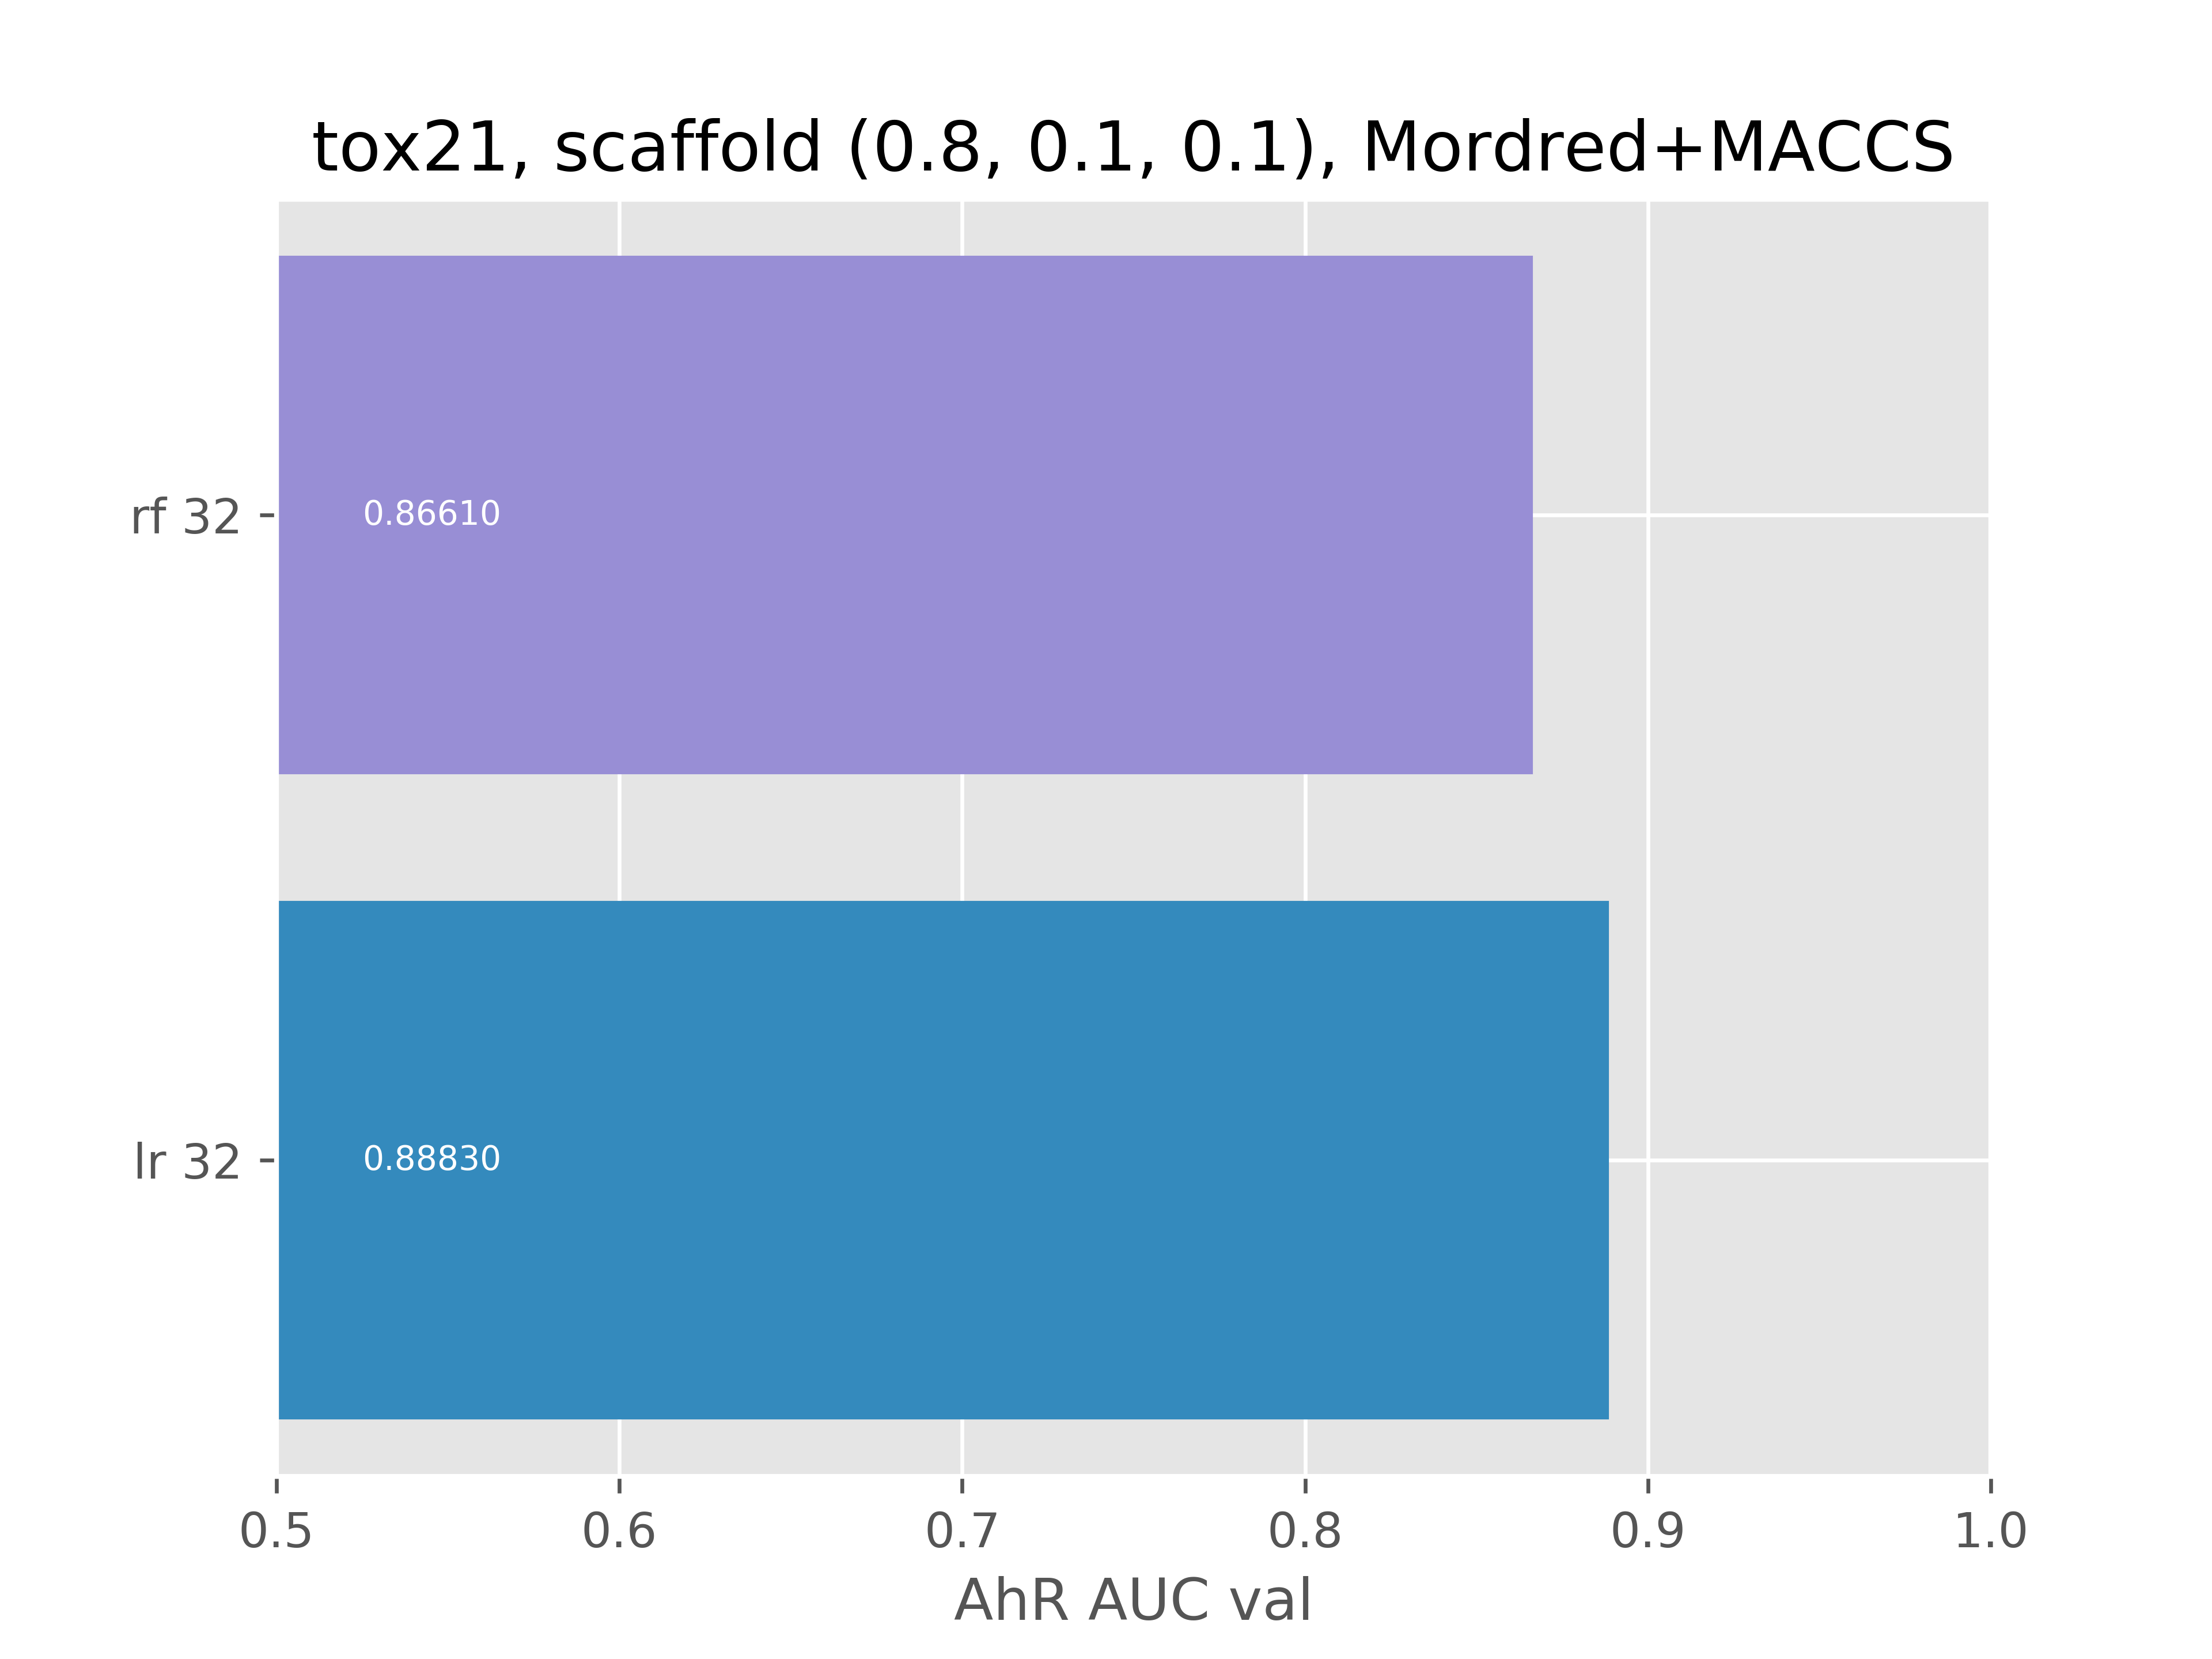 tox21, scaffold (0.8, 0.1, 0.1), Mordred+MACCS
rf 32
0.86610
lr 32
0.88830
0.5 0.6 0.7 0.8 0.9 1.0
AhR AUC val